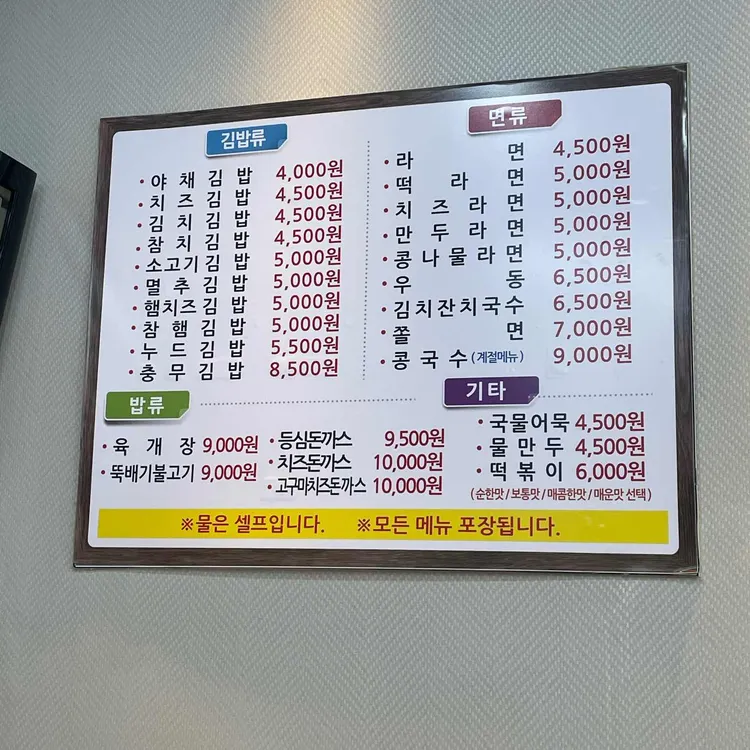 김밥류
야채김밥 4,000원
치즈김밥 4,500원
김치김밥 4,500원
참치김밥 4,500원
소고기김밥 5,000원
멸추김밥 5,000원
햄치즈김밥 5,000원
참햄김밥 5,000원
누드김밥 5,500원
충무김밥 8,500원
면류
라면 4,500원
떡라면 5,000원
치즈라면 5,000원
만두라면 5,000원
콩나물라면 5,000원
우동 6,500원
김치잔치국수 6,500원
쫄면 7,000원
콩국수(계절메뉴) 9,000원
밥류
육개장 9,000원
뚝배기불고기 9,000원
등심돈까스 9,500원
치즈돈까스 10,000원
고구마치즈돈까스 10,000원
기타
국물어묵 4,500원
물만두 4,500원
떡볶이 6,000원
(순한맛/보통맛/매콤한맛/매운맛 선택)
※물은 셀프입니다. ※모든 메뉴 포장됩니다.